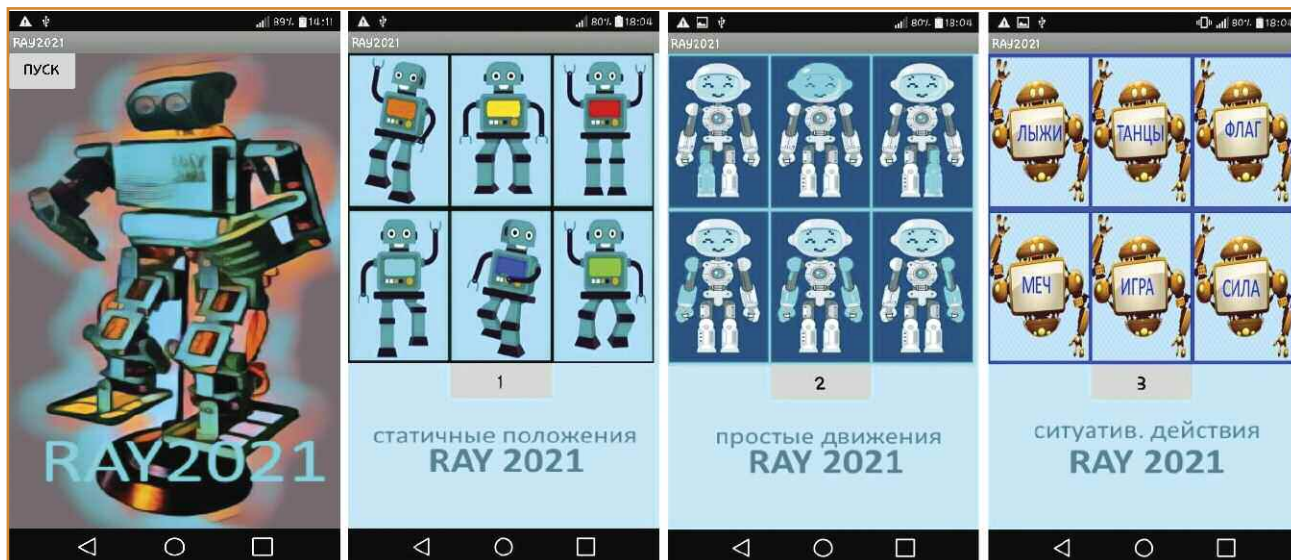 89% 14:11
RAY2021
ПУСК
RAY2021
80% 18:04
RAY2021
1
статичные положения
RAY 2021
80% 18:04
RAY2021
2
простые движения
RAY 2021
80% 18:04
RAY2021
ЛЫЖИ ТАНЦЫ ФЛАГ
МЕЧ ИГРА СИЛА
3
ситуатив. действия
RAY 2021